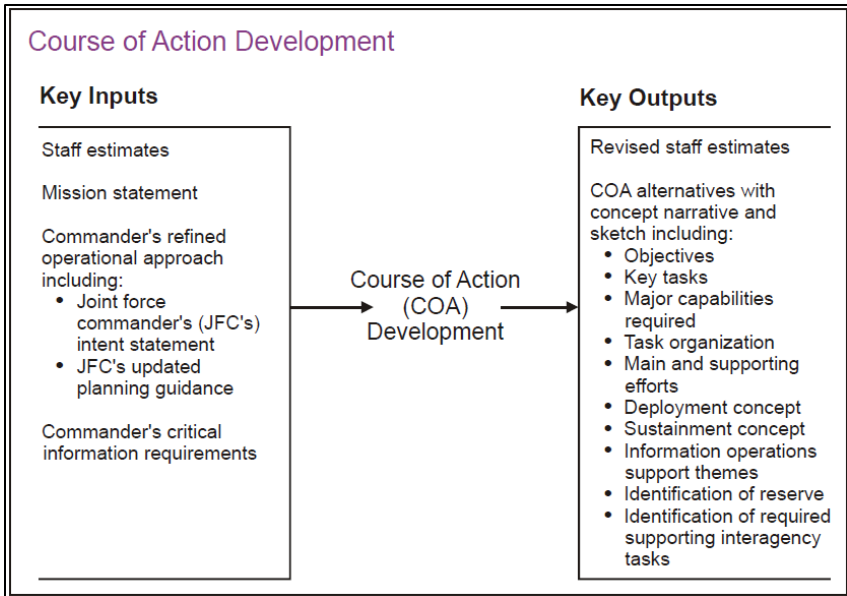 Course of Action Development
Key Inputs
Staff estimates
Mission statement
Commander's refined
operational approach
including:
• Joint force
commander's (JFC's)
intent statement
• JFC's updated
planning guidance
Commander's critical
information requirements
Course of Action
(COA)
Development
Key Outputs
Revised staff estimates
COA alternatives with
concept narrative and
sketch including:
• Objectives
• Key tasks
• Major capabilities
required
• Task organization
• Main and supporting
efforts
• Deployment concept
• Sustainment concept
• Information operations
support themes
• Identification of reserve
• Identification of required
supporting interagency
tasks